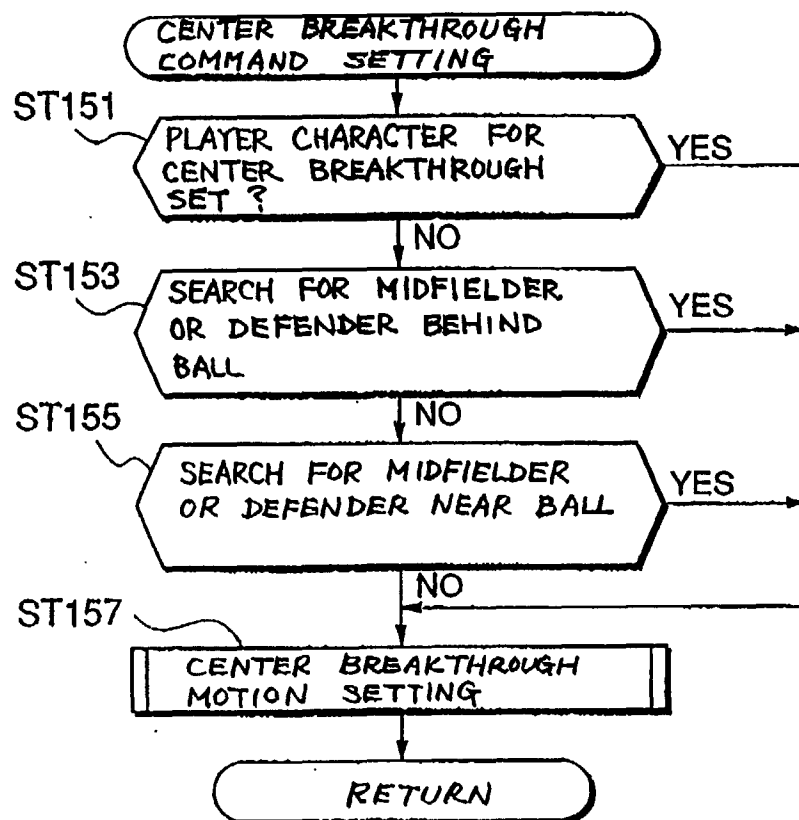 CENTER BREAKTHROUGH
COMMAND SETTING
ST151
PLAYER CHARACTER FOR
CENTER BREAKTHROUGH
SET ?
YES
NO
ST153
SEARCH FOR MIDFIELDER
OR DEFENDER BEHIND
BALL
YES
NO
ST155
SEARCH FOR MIDFIELDER
OR DEFENDER NEAR BALL
YES
NO
ST157
CENTER BREAKTHROUGH
MOTION SETTING
RETURN